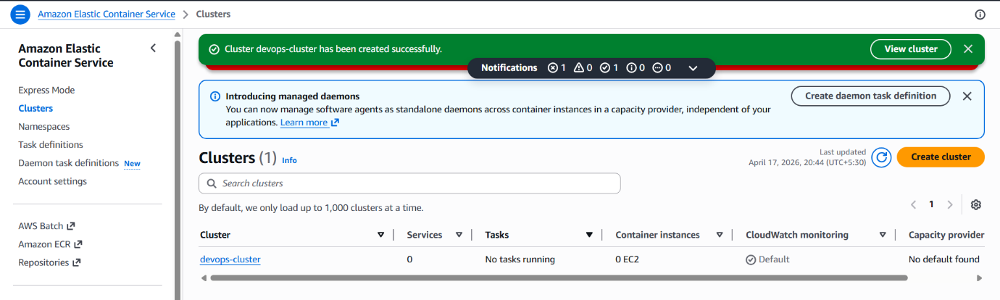 Amazon Elastic Container Service > Clusters
Amazon Elastic
Container Service
Express Mode
Clusters
Namespaces
Task definitions
Daemon task definitions New
Account settings
AWS Batch
Amazon ECR
Repositories
Cluster devops-cluster has been created successfully.
View cluster
Notifications 1 0 1 0 0
Introducing managed daemons
You can now manage software agents as standalone daemons across container instances in a capacity provider, independent of your
applications. Learn more
Create daemon task definition
Clusters (1) Info
Last updated
April 17, 2026, 20:44 (UTC+5:30)
Create cluster
Search clusters
By default, we only load up to 1,000 clusters at a time.
1
Cluster Services Tasks Container instances CloudWatch monitoring Capacity provider
devops-cluster 0 No tasks running 0 EC2 Default No default found